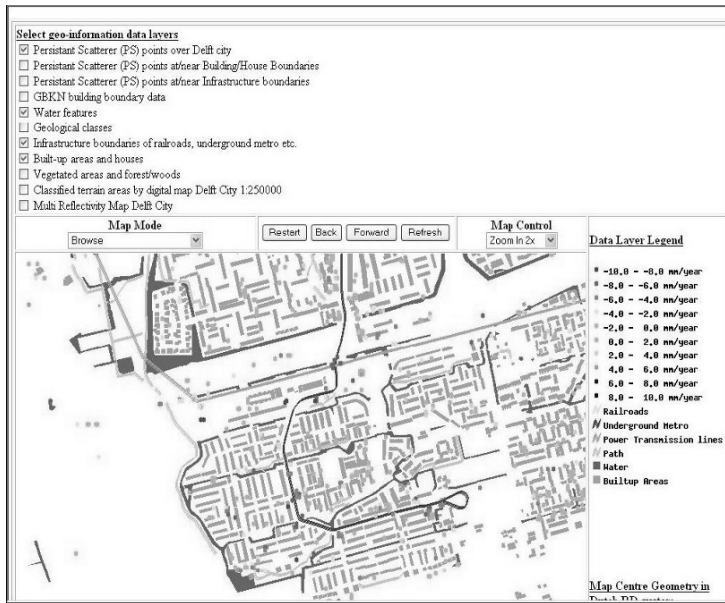 Select geo-information data layers
Persistant Scatterer (PS) points over Delft city
Persistant Scatterer (PS) points at/near Building/House Boundaries
Persistant Scatterer (PS) points at/near Infrastructure boundaries
GBKN building boundary data
Water features
Geological classes
Infrastructure boundaries of railroads, underground metro etc.
Built-up areas and houses
Vegetated areas and forest/woods
Classified terrain areas by digital map Delft City 1:250000
Multi Reflectivity Map Delft City
Map Mode
Browse
Restart Back Forward Refresh
Map Control
Zoom In 2x
Data Layer Legend
-10.0 - -8.0 mm/year
-8.0 - -6.0 mm/year
-6.0 - -4.0 mm/year
-4.0 - -2.0 mm/year
-2.0 - 0.0 mm/year
0.0 - 2.0 mm/year
2.0 - 4.0 mm/year
4.0 - 6.0 mm/year
6.0 - 8.0 mm/year
8.0 - 10.0 mm/year
Railroads
Underground Metro
Power Transmission lines
Path
Water
Builtup Areas
Map Centre Geometry in